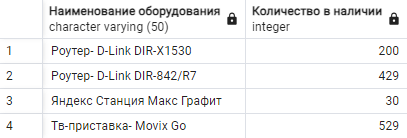 Наименование оборудования Количество в наличии
character varying (50) integer
1 Роутер- D-Link DIR-X1530 200
2 Роутер- D-Link DIR-842/R7 429
3 Яндекс Станция Макс Графит 30
4 Тв-приставка- Movix Go 529